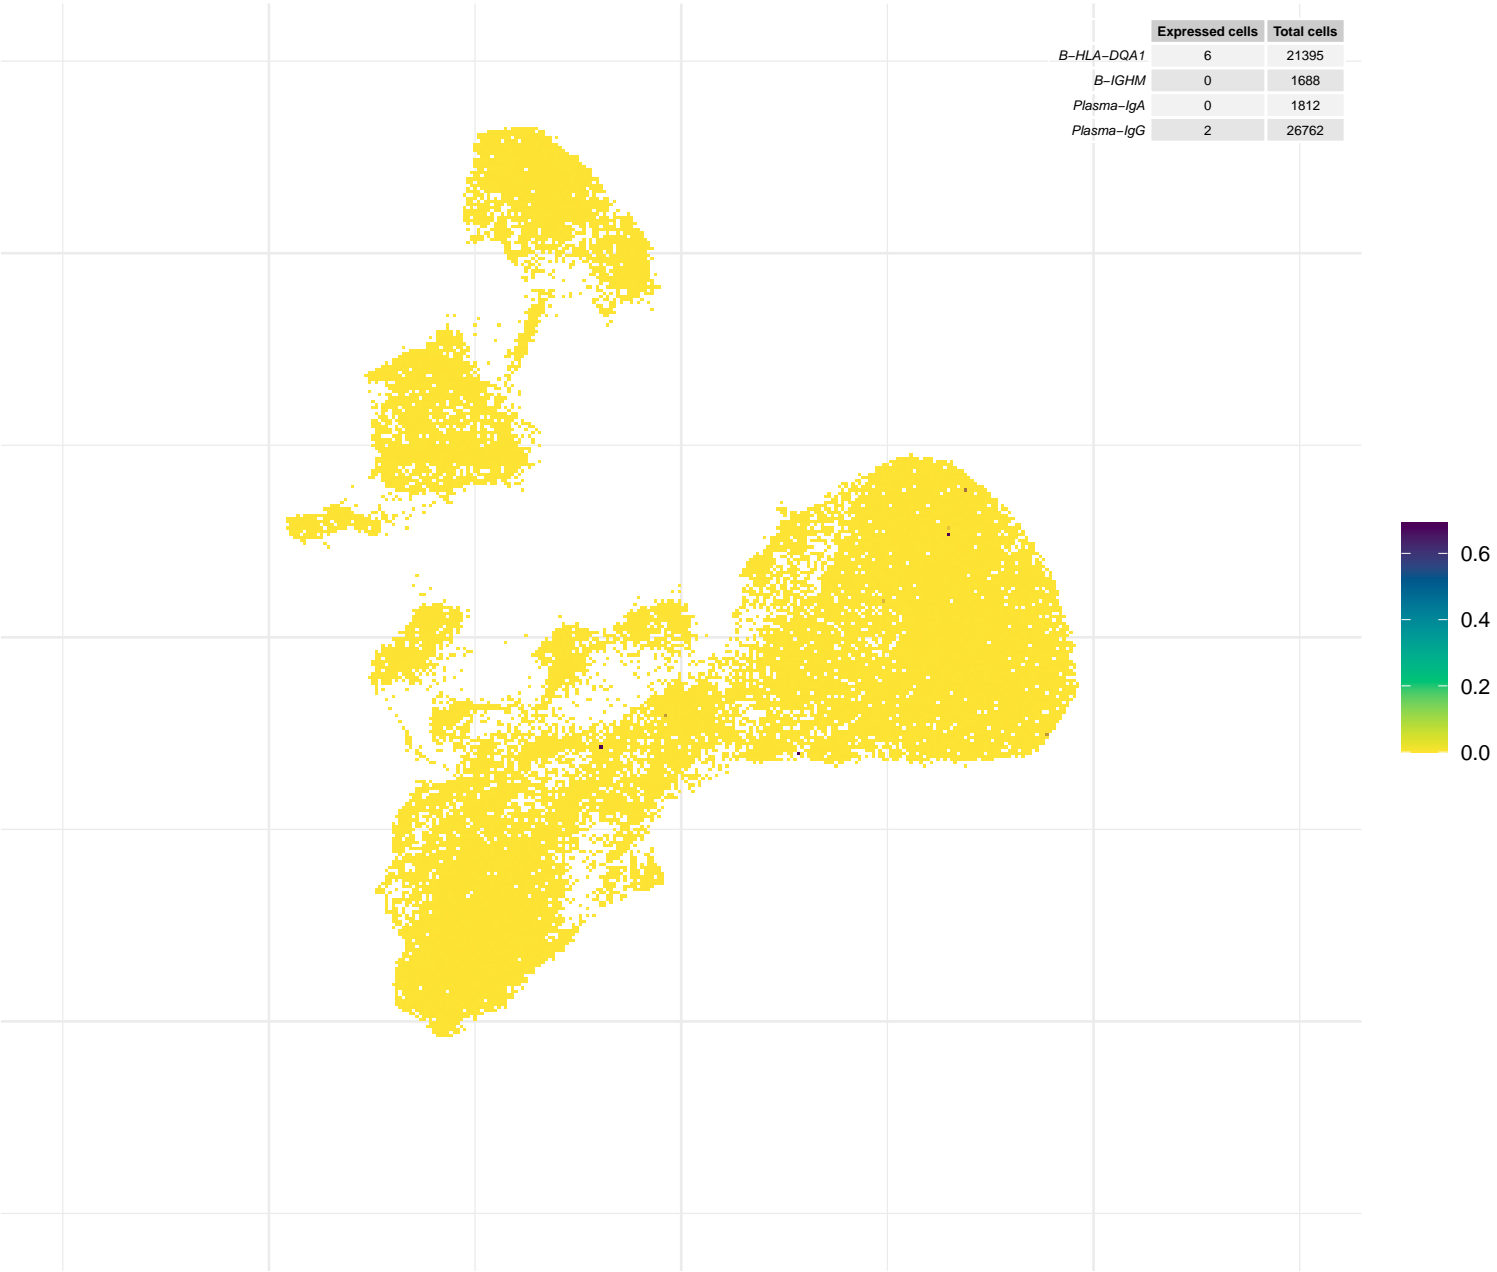 Expressed cells Total cells
B−HLA−DQA1 6 21395
B−IGHM 0 1688
Plasma−IgA 0 1812
Plasma−IgG 2 26762
0.6
0.4
0.2
0.0